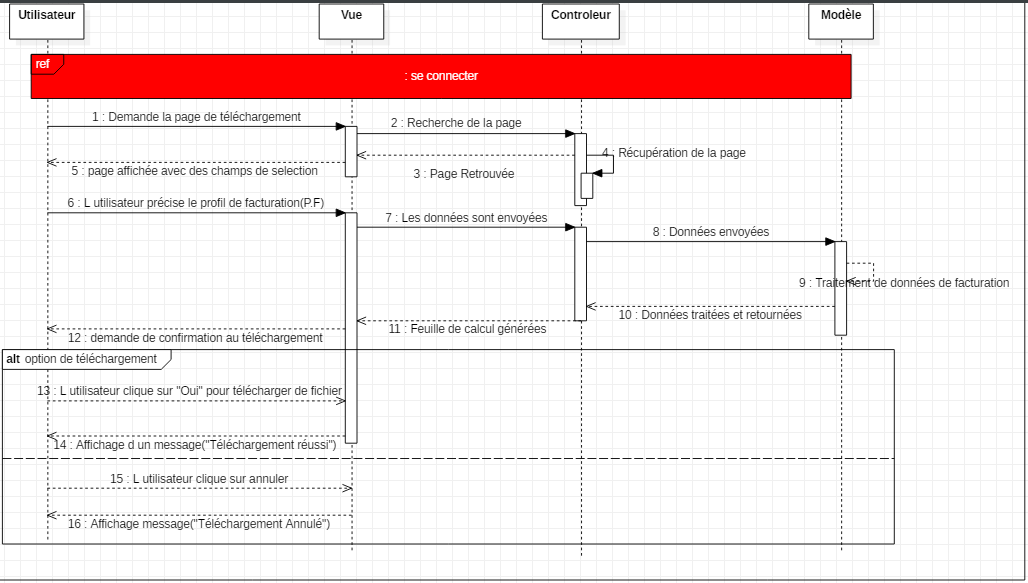 Utilisateur
Vue
Controleur
Modèle
ref
: se connecter
1 : Demande la page de téléchargement
2 : Recherche de la page
4 : Récupération de la page
5 : page affichée avec des champs de selection
3 : Page Retrouvée
6 : L utilisateur précise le profil de facturation(P.F)
7 : Les données sont envoyées
8 : Données envoyées
9 : Traitement de données de facturation
10 : Données traitées et retournées
11 : Feuille de calcul générées
12 : demande de confirmation au téléchargement
alt option de téléchargement
13 : L utilisateur clique sur "Oui" pour télécharger de fichier
14 : Affichage d un message("Téléchargement réussi")
15 : L utilisateur clique sur annuler
16 : Affichage message("Téléchargement Annulé")